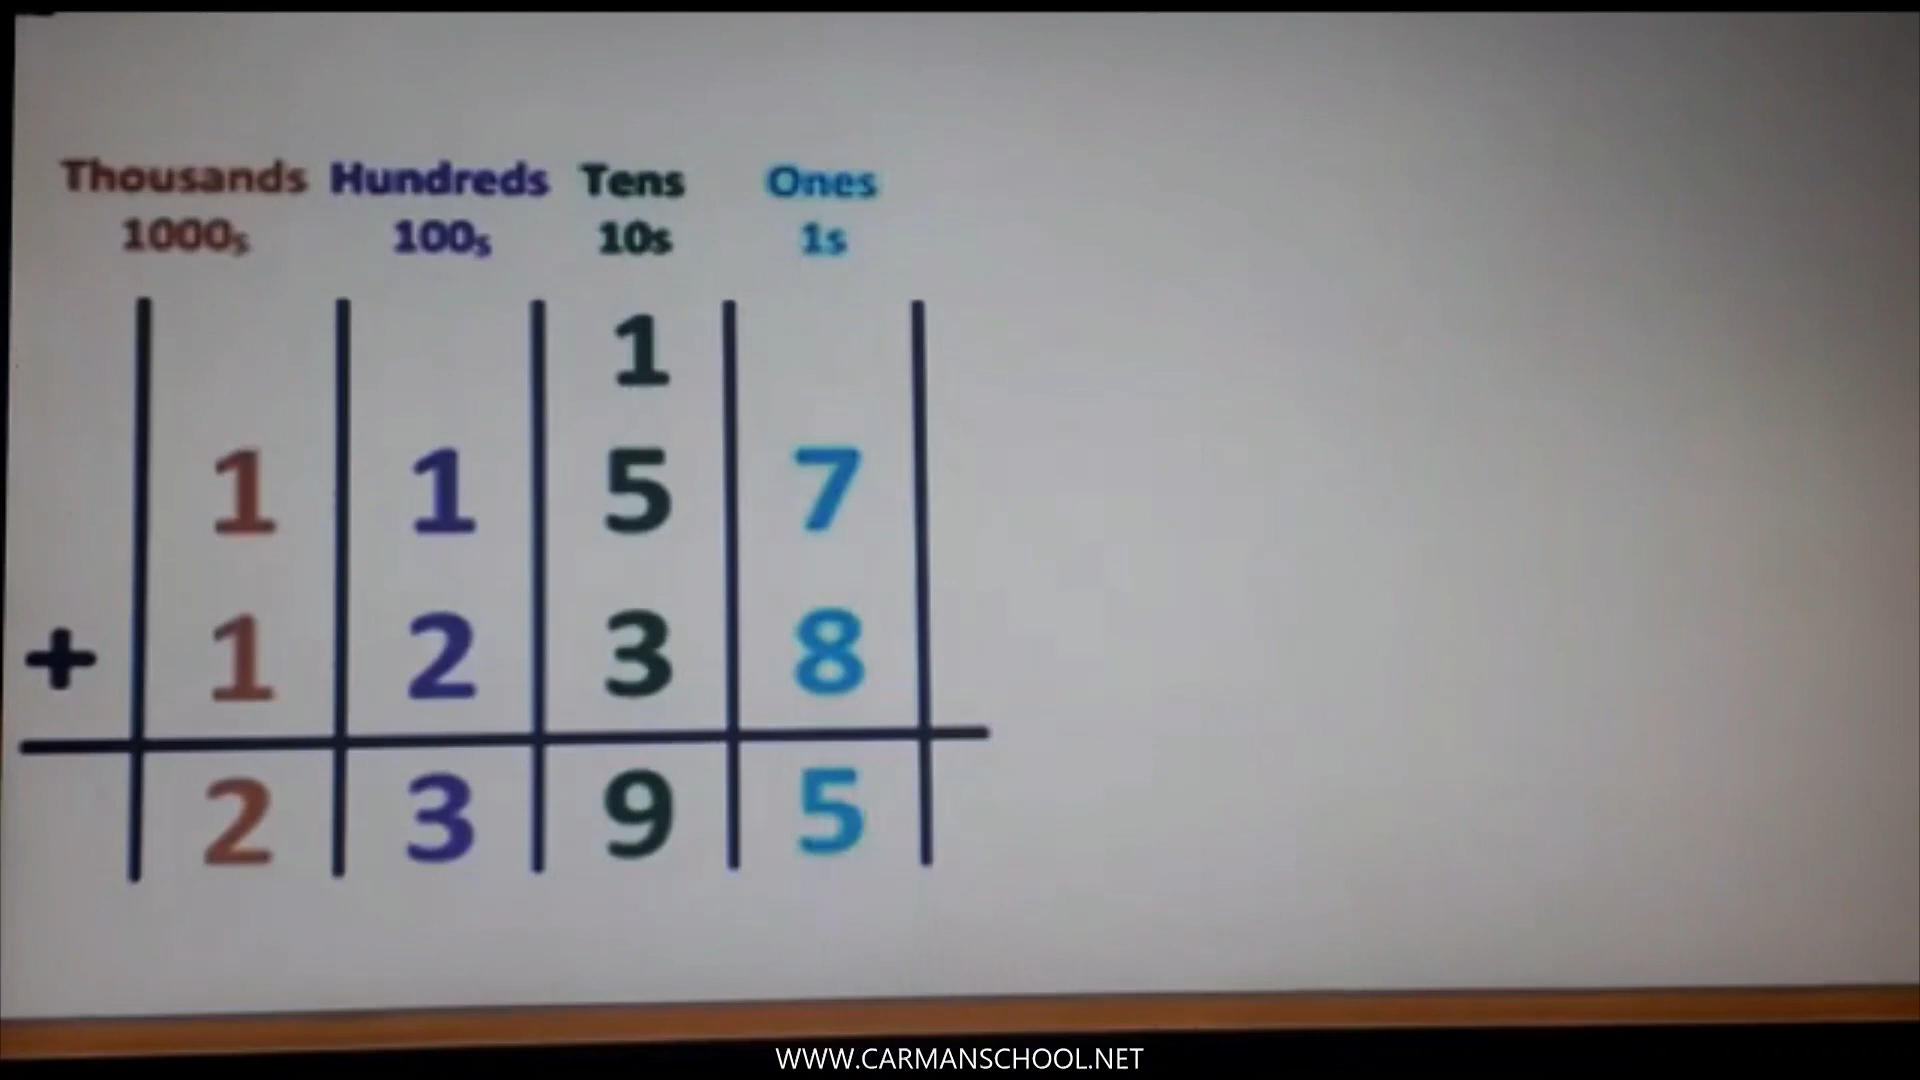 Thousands Hundreds Tens Ones
1000s 100s 10s 1s
1
1 1 5 7
+ 1 2 3 8
2 3 9 5
WWW.CARMANSCHOOL.NET